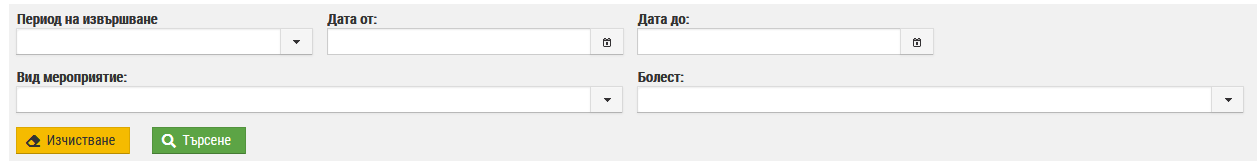 Период на извършване Дата от: Дата до:
Вид мероприятие: Болест:
Изчистване Търсене